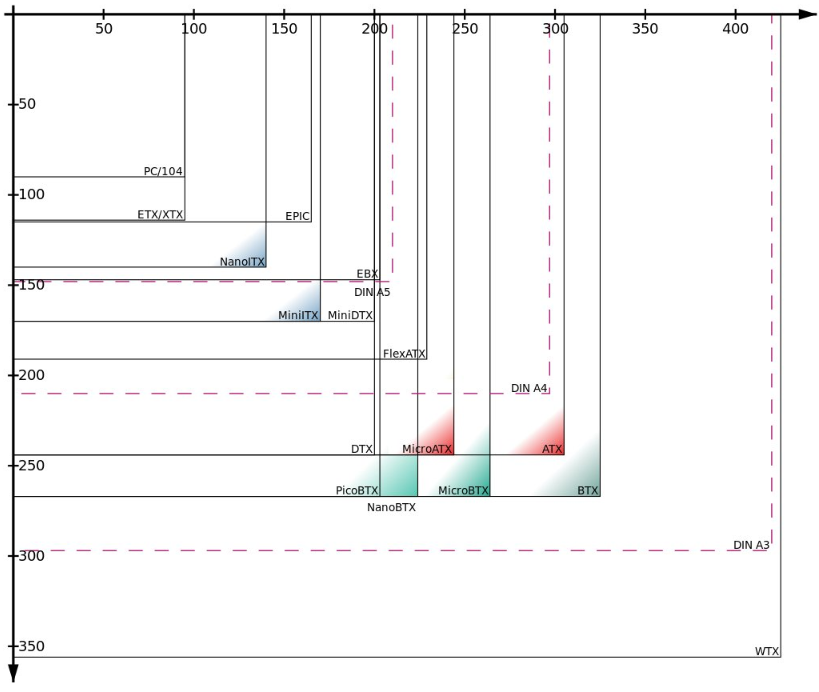 50 100 150 200 250 300 350 400
50
PC/104
100
ETX/XTX EPIC
NanoITX
EBX
150
DIN A5
MiniITX MiniDTX
FlexATX
200
DIN A4
DTX MicroATX ATX
250
PicoBTX MicroBTX BTX
NanoBTX
DIN A3
300
350
WTX